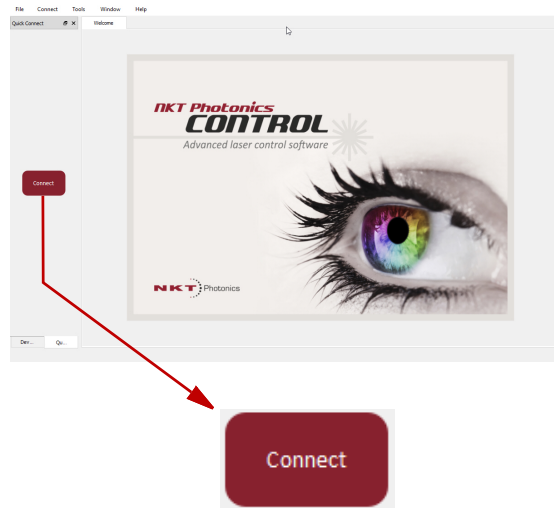 File Connect Tools Window Help
Quick Connect Welcome
NKT Photonics
CONTROL
Advanced laser control software
Connect
NKT Photonics
Dev... Qu...
Connect